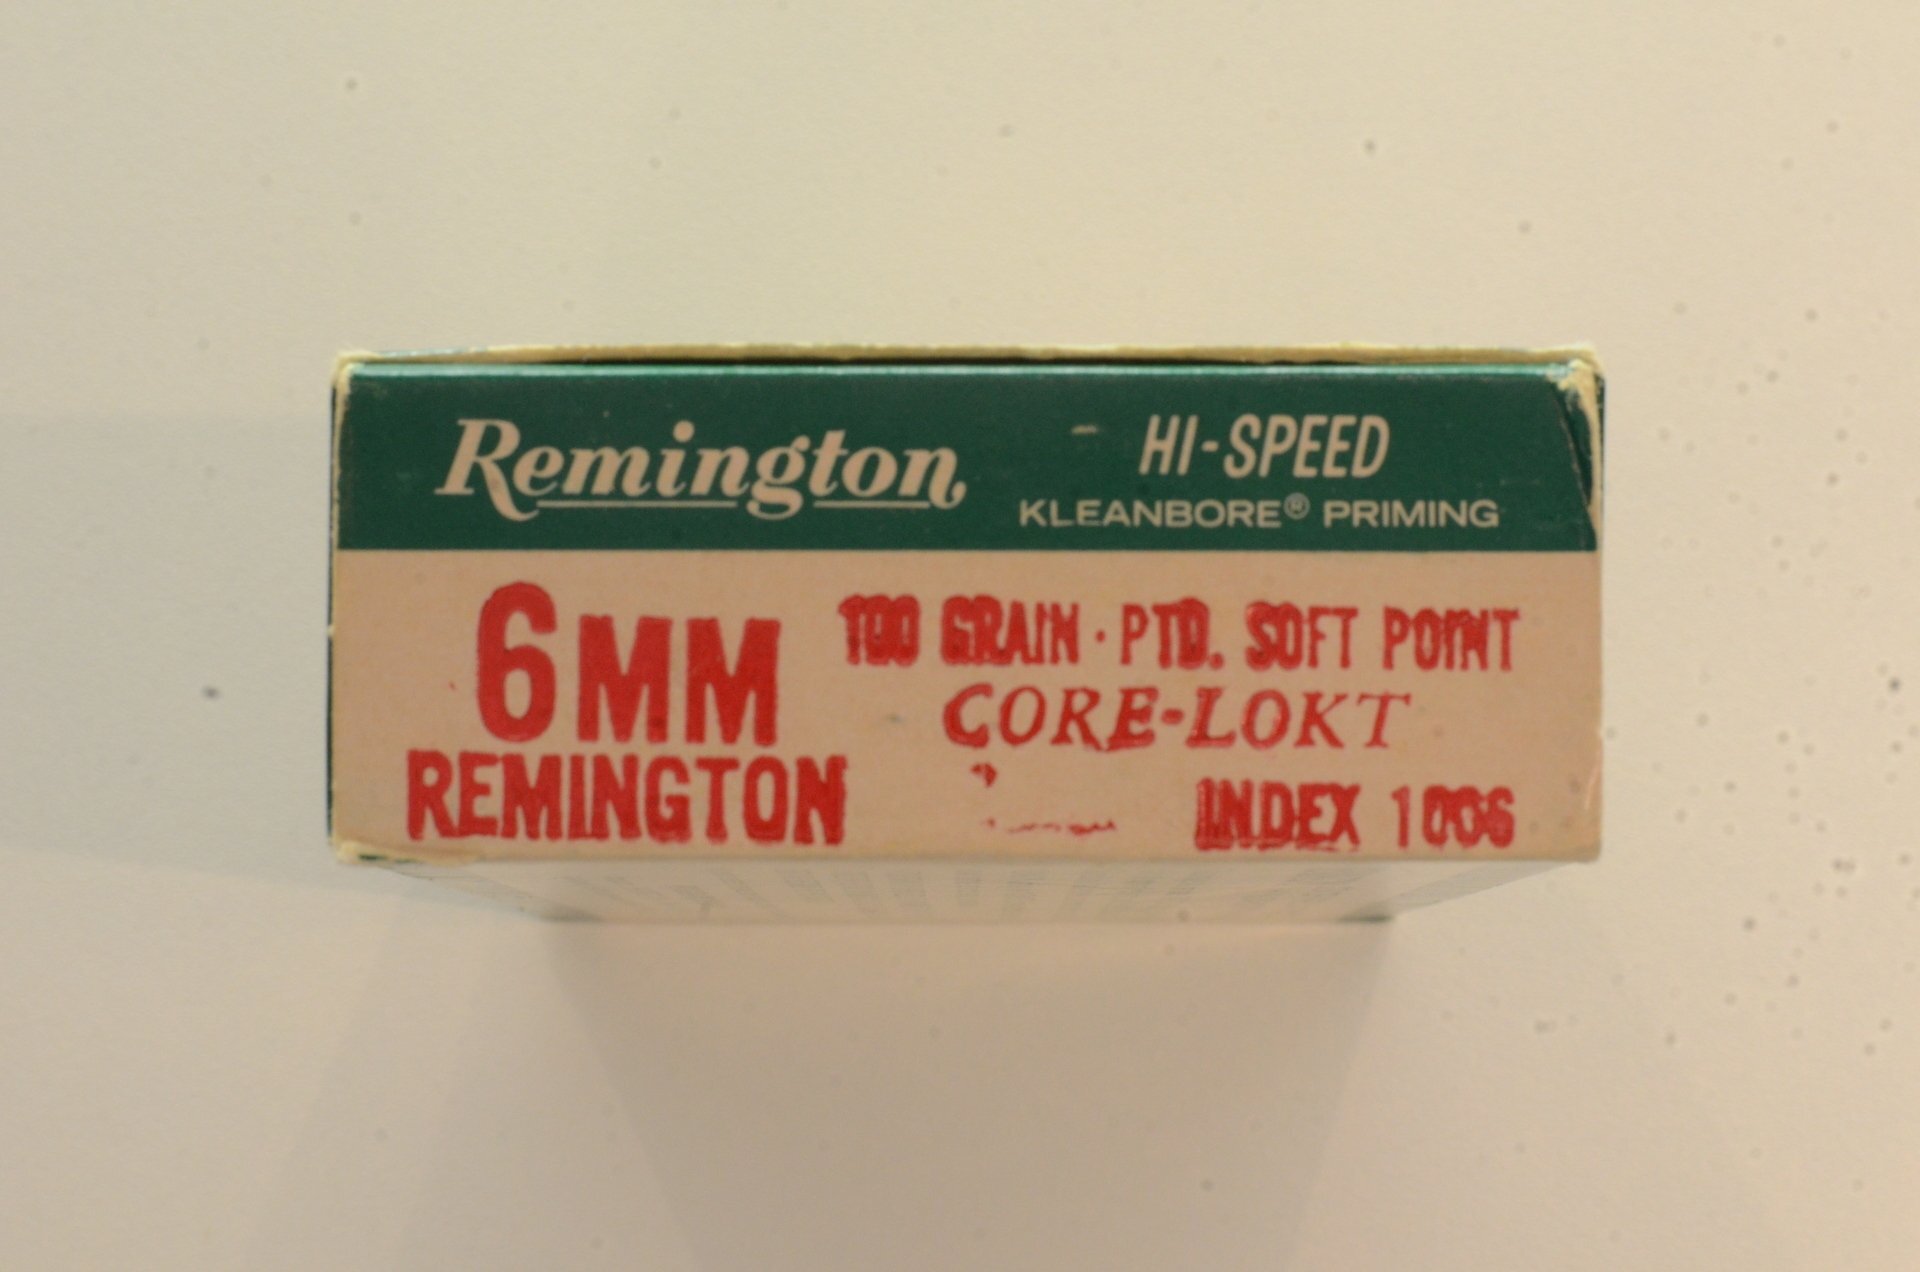 Remington
HI-SPEED
KLEANBORE® PRIMING
6MM
REMINGTON
100 GRAIN · PTD. SOFT POINT
CORE-LOKT
INDEX 1006